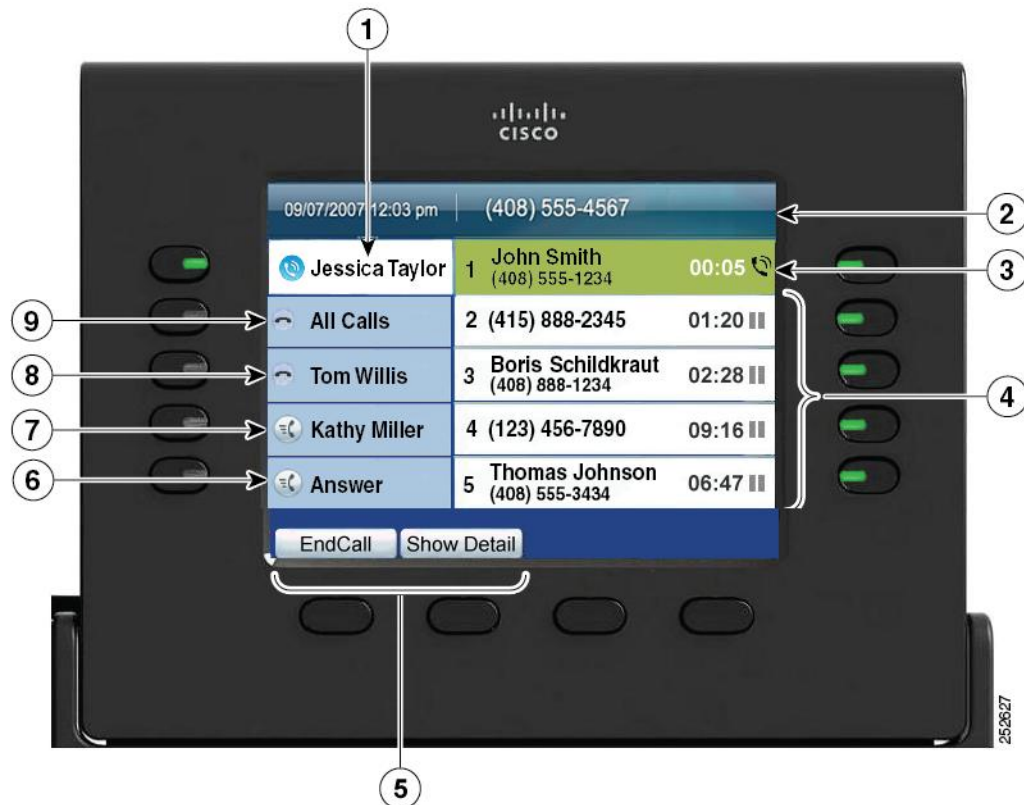 1
CISCO
09/07/2007 12:03 pm (408) 555-4567
2
Jessica Taylor
1 John Smith 00:05
(408) 555-1234
3
9
All Calls
2 (415) 888-2345 01:20
8
Tom Willis
3 Boris Schildkraut 02:28
(408) 888-1234
4
7
Kathy Miller
4 (123) 456-7890 09:16
6
Answer
5 Thomas Johnson 06:47
(408) 555-3434
EndCall Show Detail
5
252627